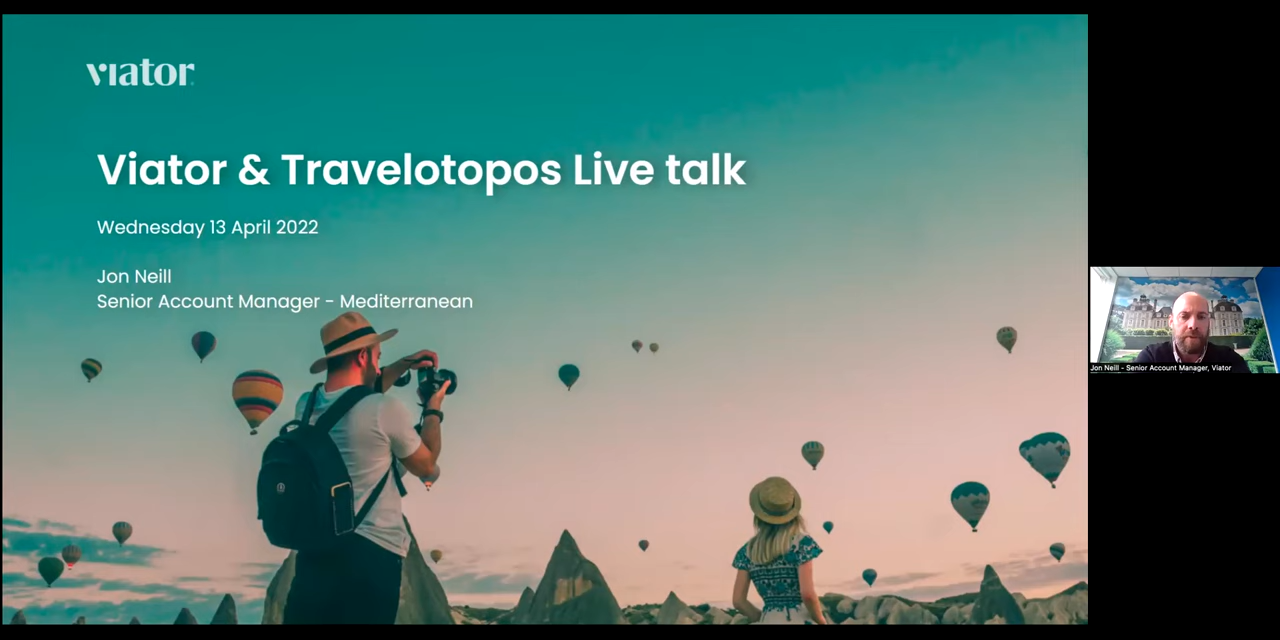 viator
Viator & Travelotopos Live talk
Wednesday 13 April 2022
Jon Neill
Senior Account Manager - Mediterranean
Jon Neill - Senior Account Manager, Viator